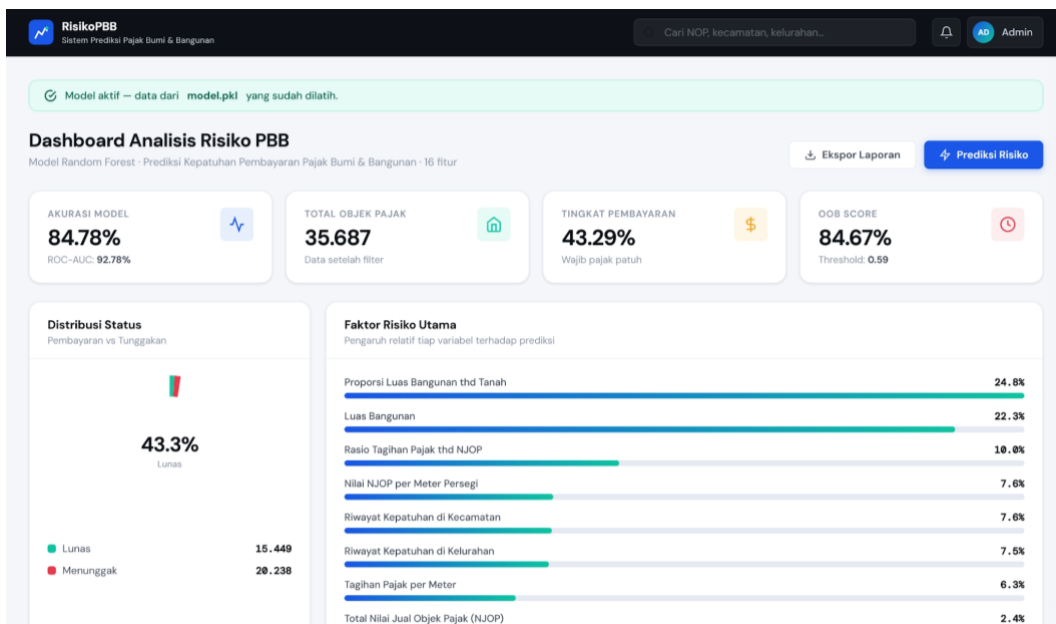 RisikoPBB
Sistem Prediksi Pajak Bumi & Bangunan
Cari NOP, kecamatan, kelurahan...
AD Admin
Model aktif — data dari model.pkl yang sudah dilatih.
Dashboard Analisis Risiko PBB
Model Random Forest · Prediksi Kepatuhan Pembayaran Pajak Bumi & Bangunan · 16 fitur
Ekspor Laporan
Prediksi Risiko
AKURASI MODEL
84.78%
ROC-AUC: 92.78%
TOTAL OBJEK PAJAK
35.687
Data setelah filter
TINGKAT PEMBAYARAN
43.29%
Wajib pajak patuh
OOB SCORE
84.67%
Threshold: 0.59
Distribusi Status
Pembayaran vs Tunggakan
43.3%
Lunas
Lunas 15.449
Menunggak 20.238
Faktor Risiko Utama
Pengaruh relatif tiap variabel terhadap prediksi
Proporsi Luas Bangunan thd Tanah 24.8%
Luas Bangunan 22.3%
Rasio Tagihan Pajak thd NJOP 10.0%
Nilai NJOP per Meter Persegi 7.6%
Riwayat Kepatuhan di Kecamatan 7.6%
Riwayat Kepatuhan di Kelurahan 7.5%
Tagihan Pajak per Meter 6.3%
Total Nilai Jual Objek Pajak (NJOP) 2.4%